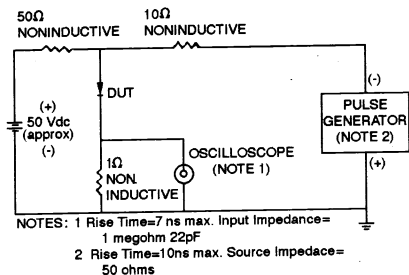 50Ω
NONINDUCTIVE
10Ω
NONINDUCTIVE
(+)
50 Vdc
(approx)
(-)
DUT
1Ω
NON.
INDUCTIVE
OSCILLOSCOPE
(NOTE 1)
(-)
PULSE
GENERATOR
(NOTE 2)
(+)
NOTES: 1 Rise Time=7 ns max. Input Impedance=
1 megohm 22pF
2 Rise Time=10ns max. Source Impedace=
50 ohms